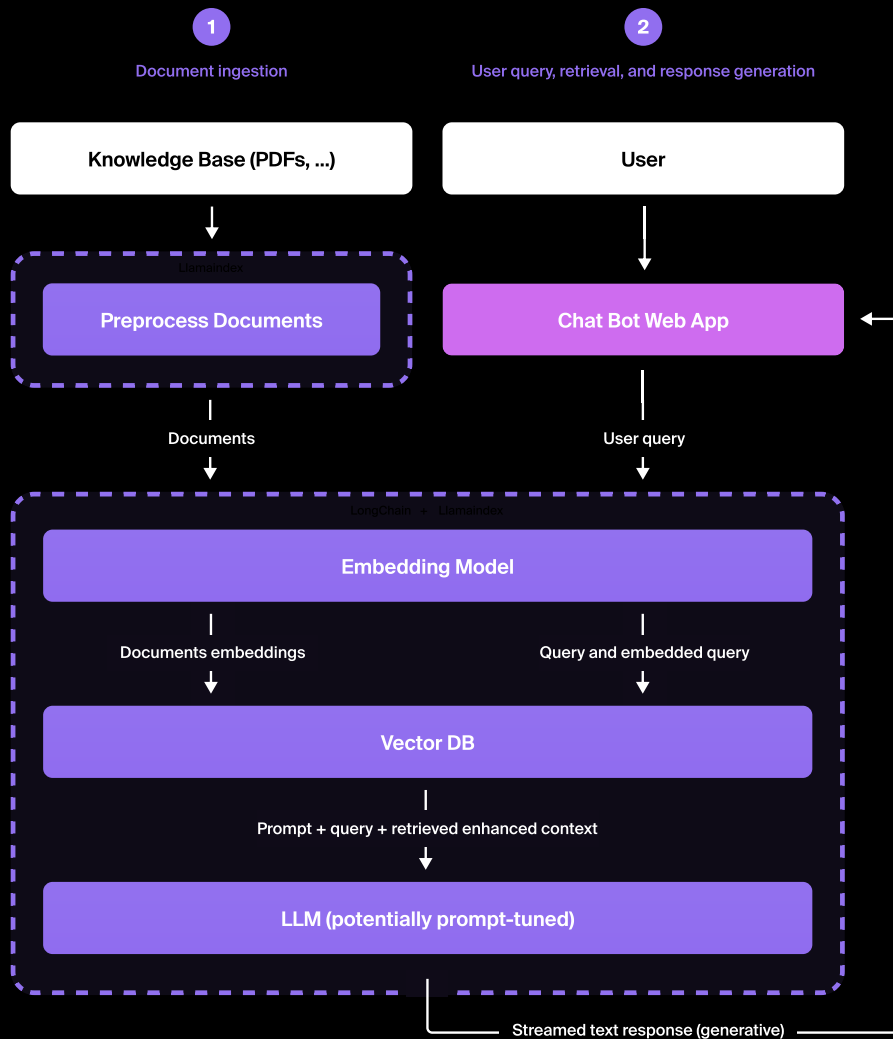 1
Document ingestion
2
User query, retrieval, and response generation
Knowledge Base (PDFs, ...)
User
Llamaindex
Preprocess Documents
Chat Bot Web App
Documents
User query
LongChain + Llamaindex
Embedding Model
Documents embeddings
Query and embedded query
Vector DB
Prompt + query + retrieved enhanced context
LLM (potentially prompt-tuned)
Streamed text response (generative)